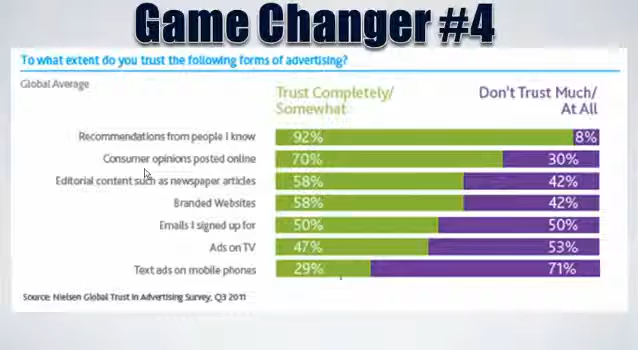 Game Changer #4
To what extent do you trust the following forms of advertising?
Global Average
Trust Completely/
Somewhat
Don't Trust Much/
At All
Recommendations from people I know 92% 8%
Consumer opinions posted online 70% 30%
Editorial content such as newspaper articles 58% 42%
Branded Websites 58% 42%
Emails I signed up for 50% 50%
Ads on TV 47% 53%
Text ads on mobile phones 29% 71%
Source: Nielsen Global Trust in Advertising Survey, Q3 2011